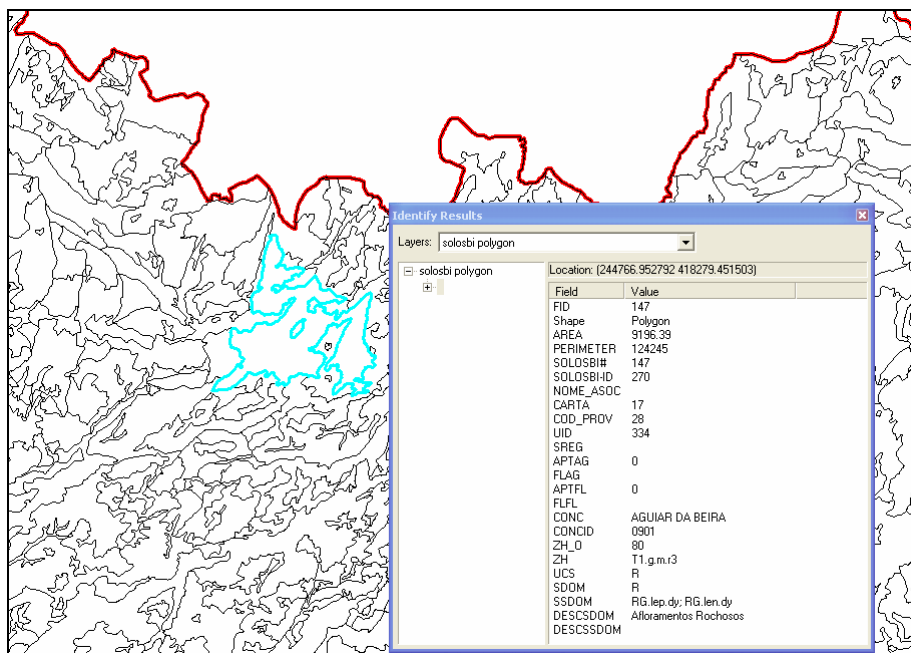 Identify Results
Layers: solosbi polygon
solosbi polygon
Location: (244766.952792 418279.451503)
Field Value
FID 147
Shape Polygon
AREA 9196.39
PERIMETER 124245
SOLOSBI# 147
SOLOSBI-ID 270
NOME_ASOC
CARTA 17
COD_PROV 28
UID 334
SREG
APTAG 0
FLAG
APTFL 0
FLFL
CONC AGUIAR DA BEIRA
CONCID 0901
ZH_O 80
ZH T1.g.m.r3
UCS R
SDOM R
SSDOM RG.lep.dy; RG.len.dy
DESCSDOM Afloramentos Rochosos
DESCSSDOM